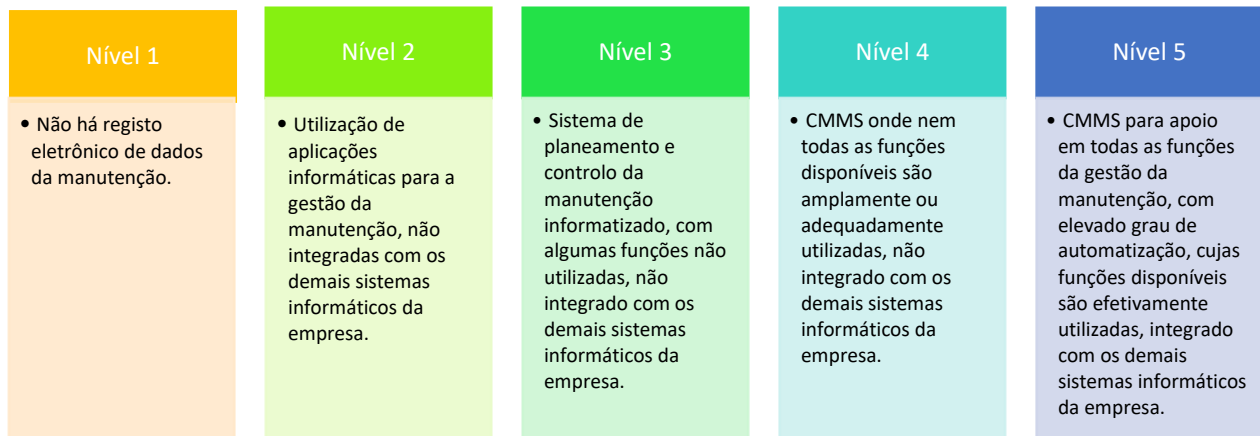 Nível 1
• Não há registo
eletrônico de dados
da manutenção.
Nível 2
• Utilização de
aplicações
informáticas para a
gestão da
manutenção, não
integradas com os
demais sistemas
informáticos da
empresa.
Nível 3
• Sistema de
planeamento e
controlo da
manutenção
informatizado, com
algumas funções não
utilizadas, não
integrado com os
demais sistemas
informáticos da
empresa.
Nível 4
• CMMS onde nem
todas as funções
disponíveis são
amplamente ou
adequadamente
utilizadas, não
integrado com os
demais sistemas
informáticos da
empresa.
Nível 5
• CMMS para apoio
em todas as funções
da gestão da
manutenção, com
elevado grau de
automatização, cujas
funções disponíveis
são efetivamente
utilizadas, integrado
com os demais
sistemas informáticos
da empresa.